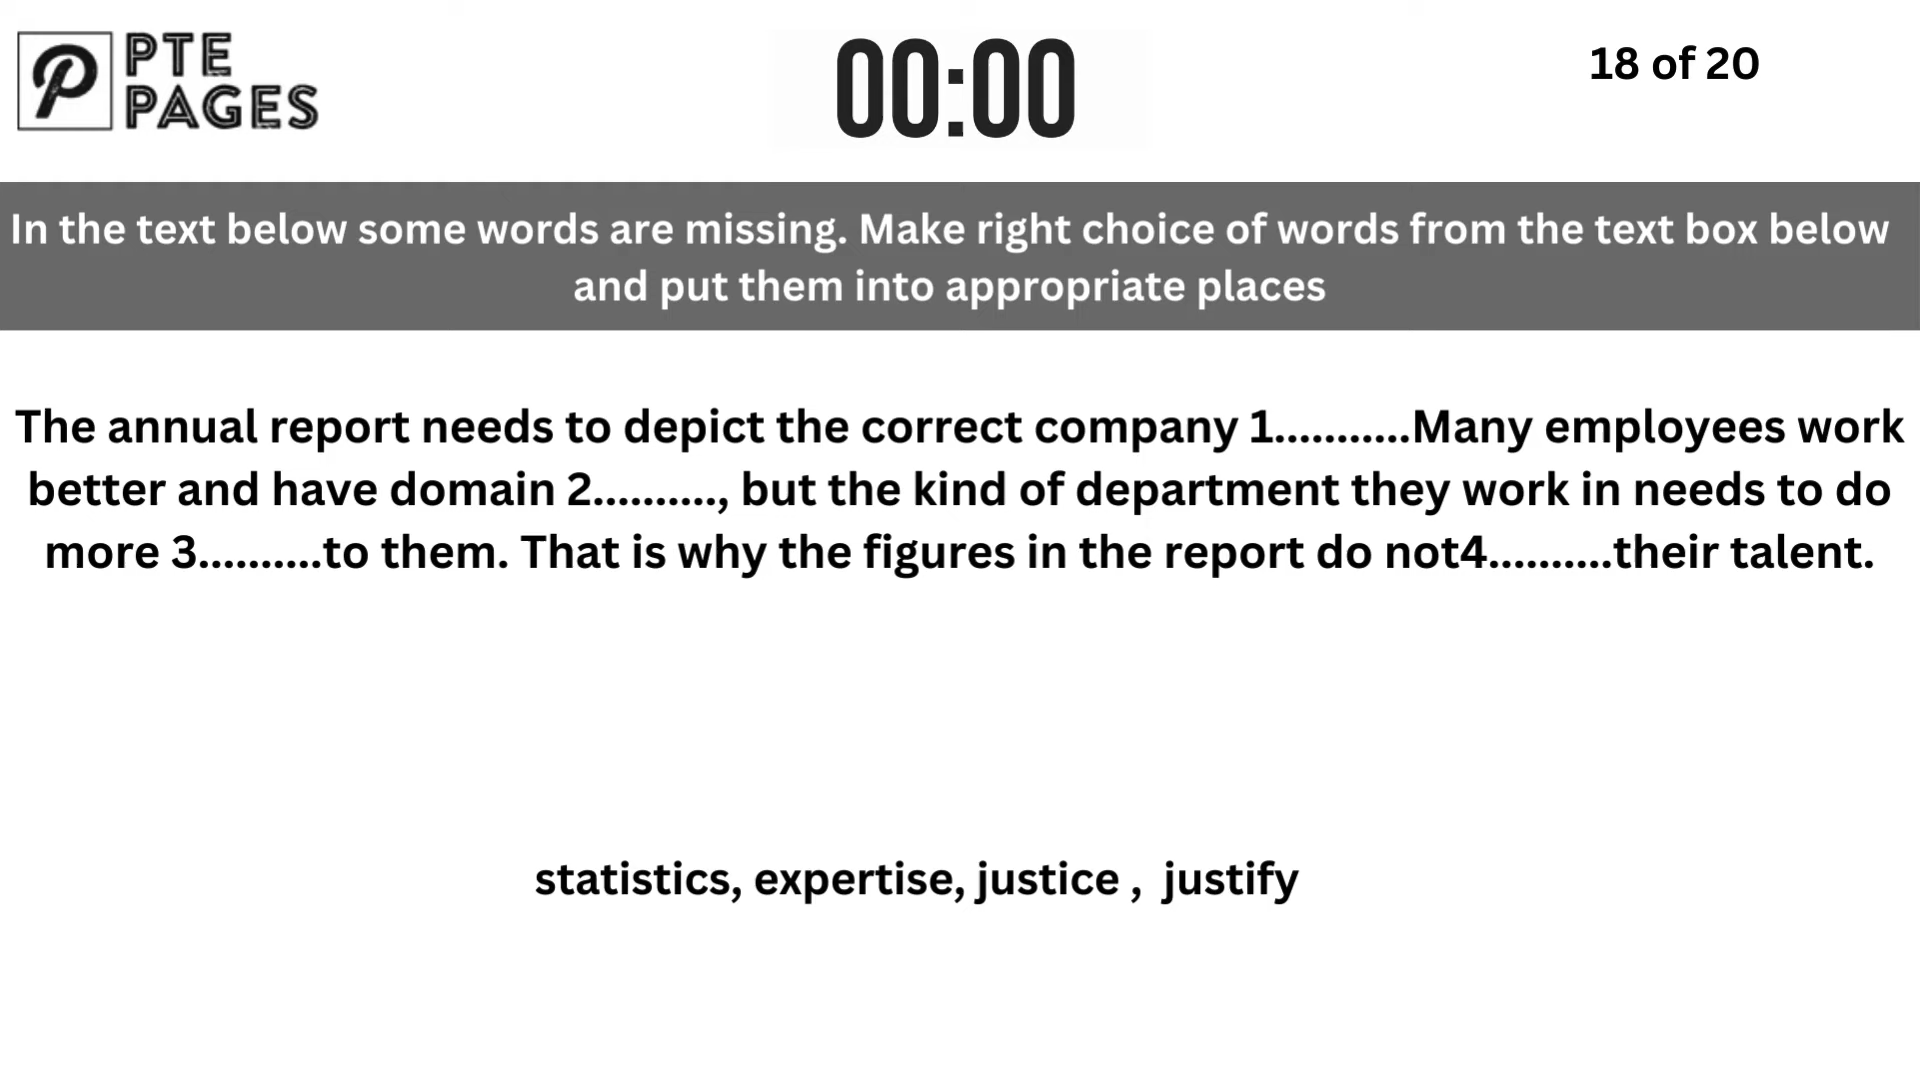 PTE
PAGES
00:00
18 of 20
In the text below some words are missing. Make right choice of words from the text box below
and put them into appropriate places
The annual report needs to depict the correct company 1...........Many employees work
better and have domain 2.........., but the kind of department they work in needs to do
more 3..........to them. That is why the figures in the report do not4..........their talent.
statistics, expertise, justice ,  justify